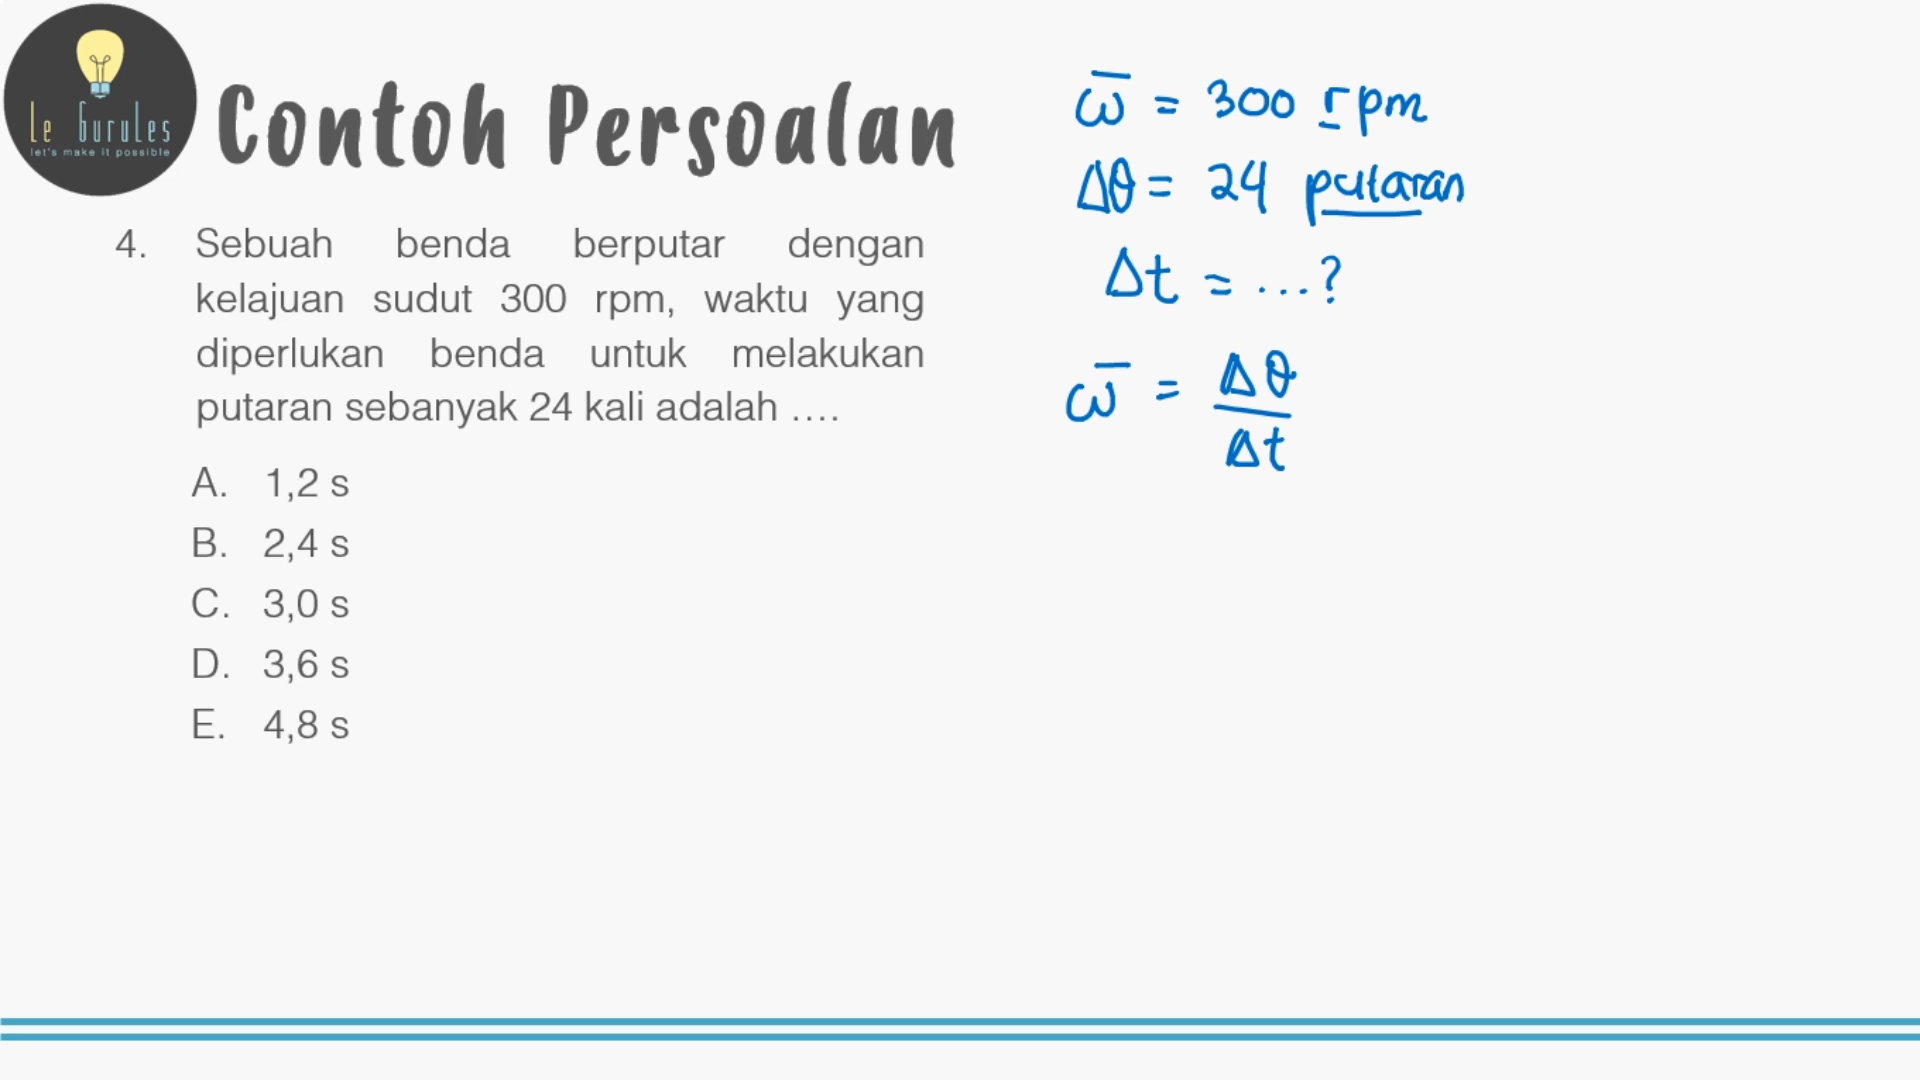 Le Gurules
let's make it possible
Contoh Persoalan
4. Sebuah benda berputar dengan
kelajuan sudut 300 rpm, waktu yang
diperlukan benda untuk melakukan
putaran sebanyak 24 kali adalah ....
A. 1,2 s
B. 2,4 s
C. 3,0 s
D. 3,6 s
E. 4,8 s
ω̅ = 300 rpm
Δθ = 24 putaran
Δt = ...?
ω̅ = Δθ
Δt